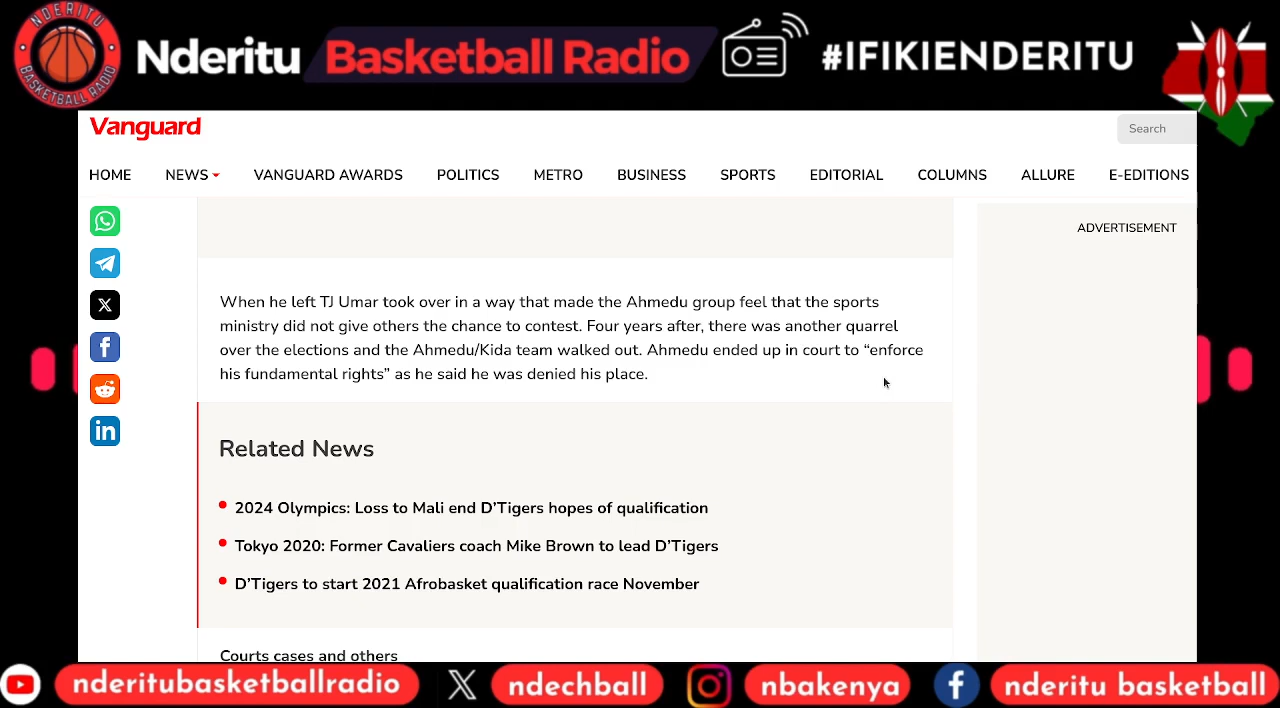 NDERITU
BASKETBALL RADIO
Nderitu Basketball Radio
#IFIKIENDERITU
Vanguard
Search
HOME NEWS VANGUARD AWARDS POLITICS METRO BUSINESS SPORTS EDITORIAL COLUMNS ALLURE E-EDITIONS
ADVERTISEMENT
When he left TJ Umar took over in a way that made the Ahmedu group feel that the sports
ministry did not give others the chance to contest. Four years after, there was another quarrel
over the elections and the Ahmedu/Kida team walked out. Ahmedu ended up in court to “enforce
his fundamental rights” as he said he was denied his place.
Related News
2024 Olympics: Loss to Mali end D’Tigers hopes of qualification
Tokyo 2020: Former Cavaliers coach Mike Brown to lead D’Tigers
D’Tigers to start 2021 Afrobasket qualification race November
Courts cases and others
nderitubasketballradio ndechball nbakenya nderitu basketball